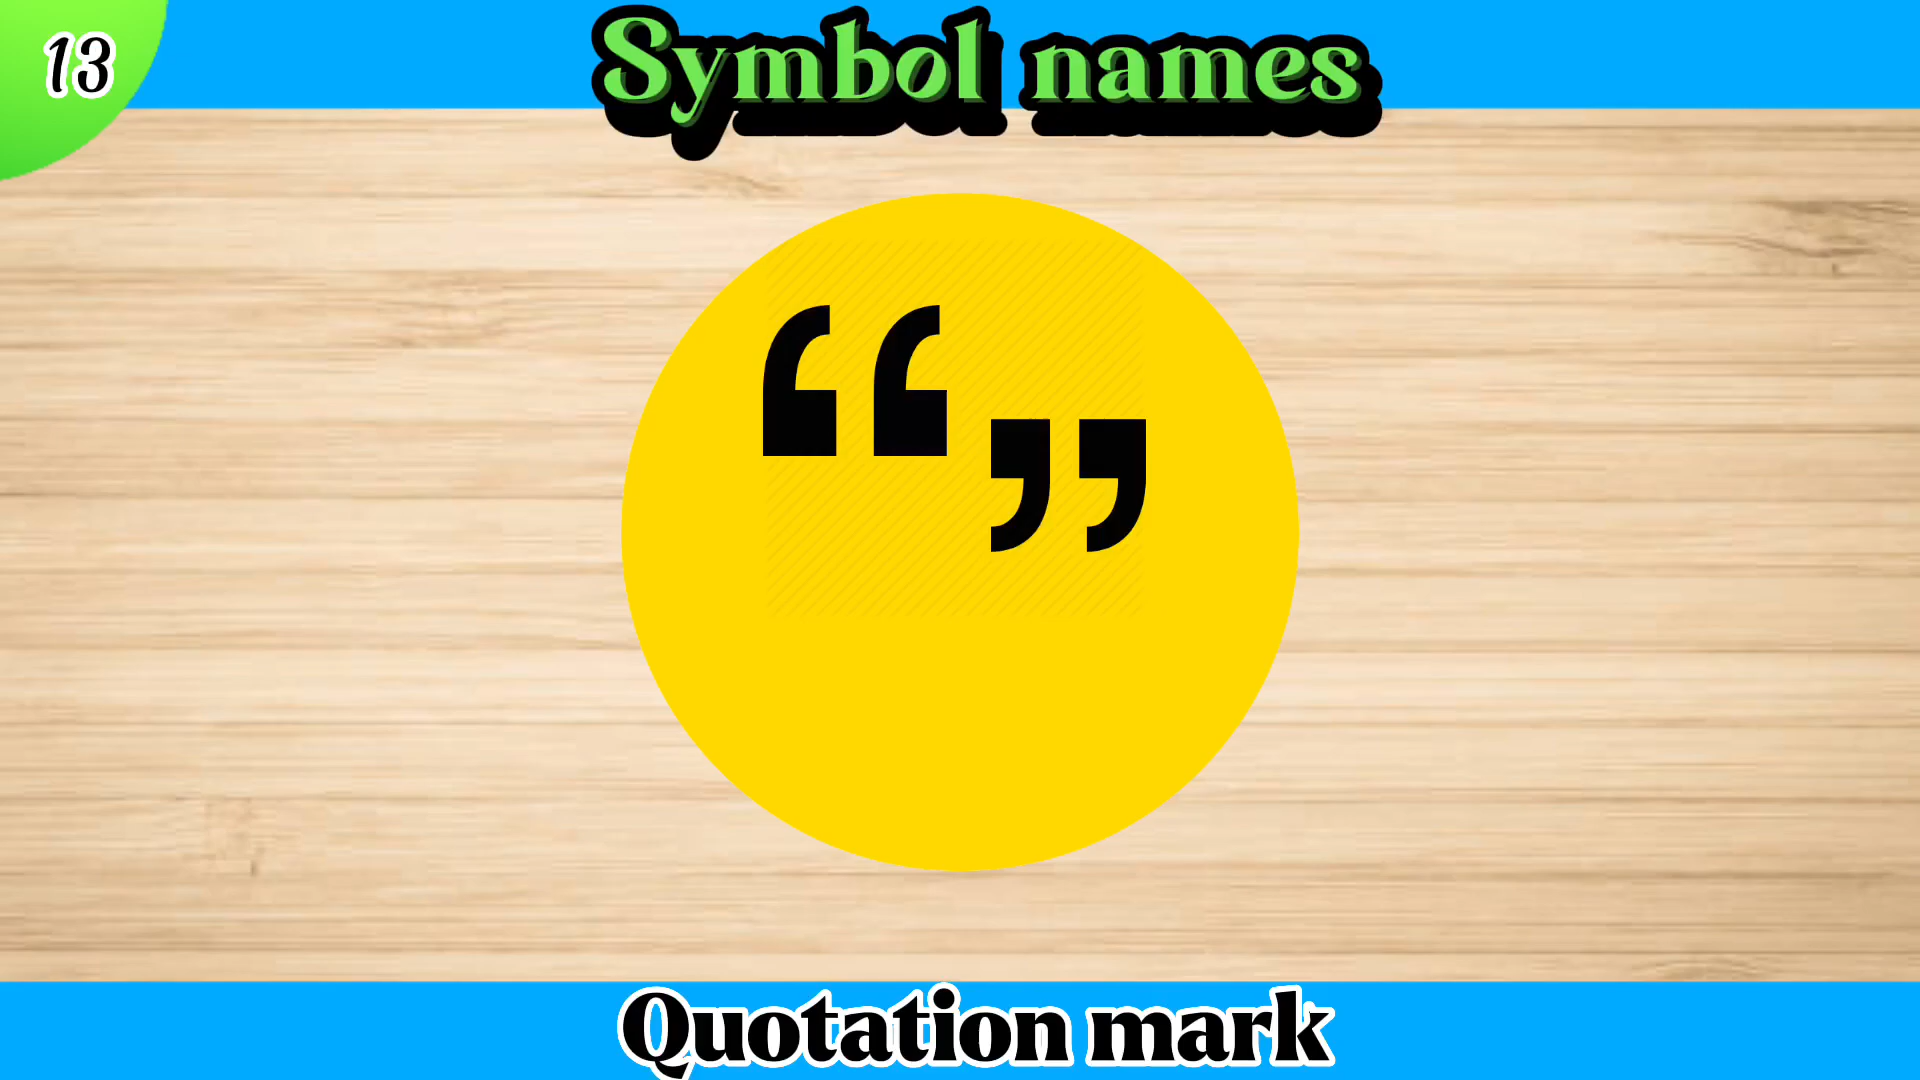 13
Symbol names
“ ”
Quotation mark